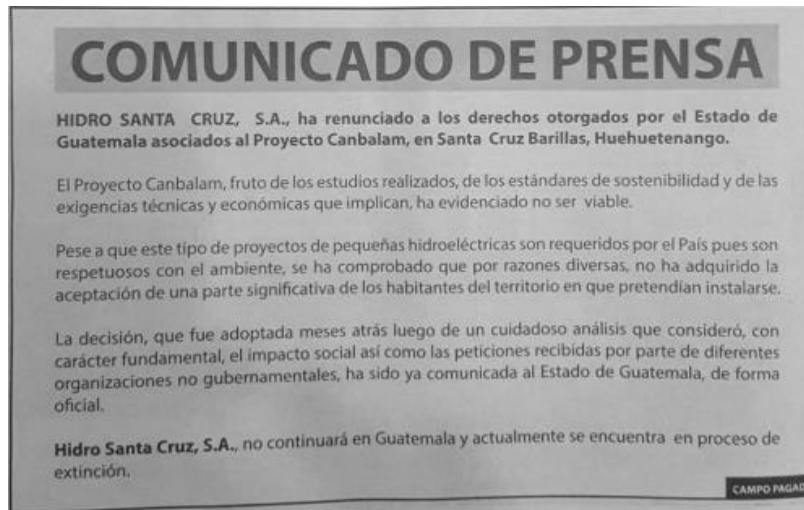 COMUNICADO DE PRENSA
HIDRO SANTA CRUZ, S.A., ha renunciado a los derechos otorgados por el Estado de
Guatemala asociados al Proyecto Canbalam, en Santa Cruz Barillas, Huehuetenango.
El Proyecto Canbalam, fruto de los estudios realizados, de los estándares de sostenibilidad y de las
exigencias técnicas y económicas que implican, ha evidenciado no ser viable.
Pese a que este tipo de proyectos de pequeñas hidroeléctricas son requeridos por el País pues son
respetuosos con el ambiente, se ha comprobado que por razones diversas, no ha adquirido la
aceptación de una parte significativa de los habitantes del territorio en que pretendían instalarse.
La decisión, que fue adoptada meses atrás luego de un cuidadoso análisis que consideró, con
carácter fundamental, el impacto social así como las peticiones recibidas por parte de diferentes
organizaciones no gubernamentales, ha sido ya comunicada al Estado de Guatemala, de forma
oficial.
Hidro Santa Cruz, S.A., no continuará en Guatemala y actualmente se encuentra en proceso de
extinción.
CAMPO PAGAD